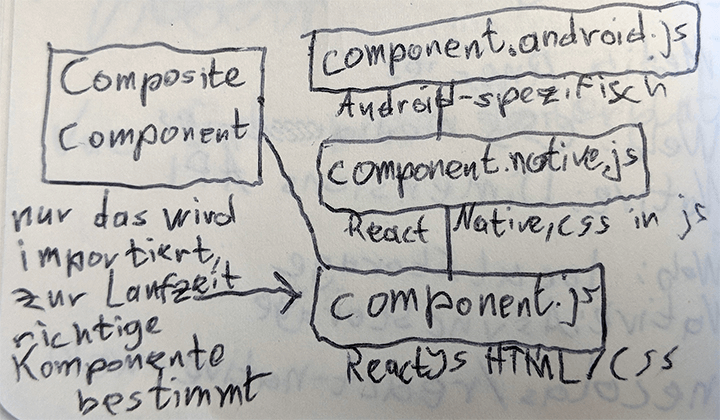 Composite
Component
nur das wird
importiert,
zur Laufzeit
richtige
Komponente
bestimmt
component.android.js
Android-spezifisch
component.native.js
React Native, CSS in js
component.js
Reactjs HTML/CSS